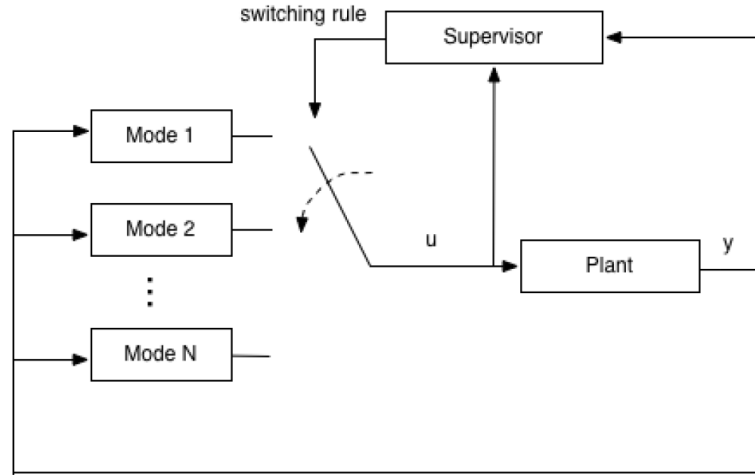 switching rule
Supervisor
Mode 1
Mode 2
u
y
Plant
Mode N